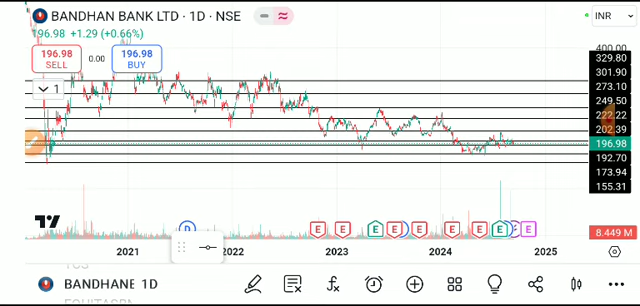 BANDHAN BANK LTD · 1D · NSE
INR
196.98 +1.29 (+0.66%)
196.98
SELL
0.00
196.98
BUY
1
400.00
329.80
301.90
273.10
249.50
222.22
202.39
196.98
192.70
173.94
155.31
8.449 M
D
E
E
E
E
E
E
E
E
E
2021
2022
2023
2024
2025
BANDHANB 1D